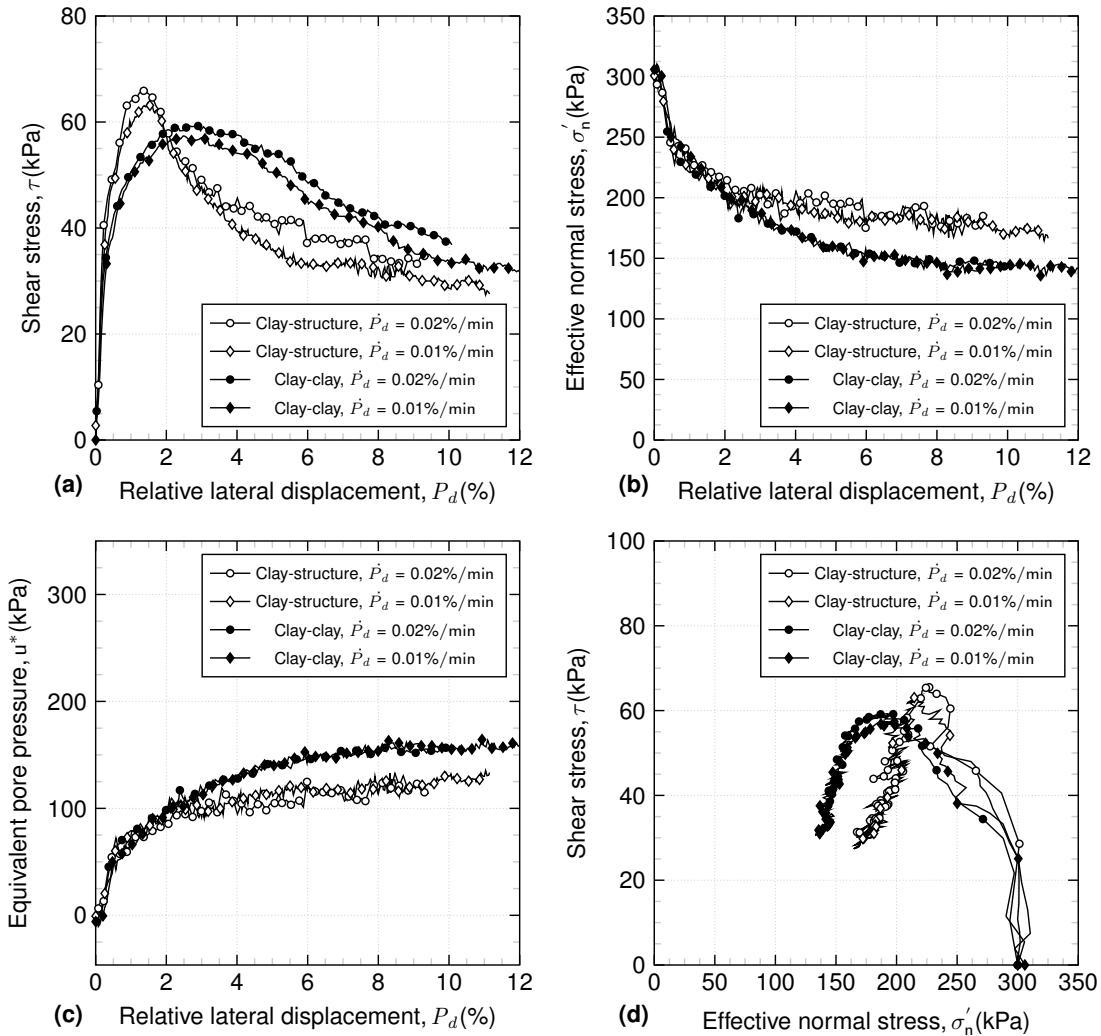 80
60
40
20
0
0 2 4 6 8 10 12
Shear stress, τ(kPa)
Clay-structure, Ṗ_d = 0.02%/min
Clay-structure, Ṗ_d = 0.01%/min
Clay-clay, Ṗ_d = 0.02%/min
Clay-clay, Ṗ_d = 0.01%/min
(a)
Relative lateral displacement, P_d(%)
350
300
250
200
150
100
50
0
0 2 4 6 8 10 12
Effective normal stress, σ′_n(kPa)
Clay-structure, Ṗ_d = 0.02%/min
Clay-structure, Ṗ_d = 0.01%/min
Clay-clay, Ṗ_d = 0.02%/min
Clay-clay, Ṗ_d = 0.01%/min
(b)
Relative lateral displacement, P_d(%)
300
200
100
0
0 2 4 6 8 10 12
Equivalent pore pressure, u*(kPa)
Clay-structure, Ṗ_d = 0.02%/min
Clay-structure, Ṗ_d = 0.01%/min
Clay-clay, Ṗ_d = 0.02%/min
Clay-clay, Ṗ_d = 0.01%/min
(c)
Relative lateral displacement, P_d(%)
100
80
60
40
20
0
0 50 100 150 200 250 300 350
Shear stress, τ(kPa)
Clay-structure, Ṗ_d = 0.02%/min
Clay-structure, Ṗ_d = 0.01%/min
Clay-clay, Ṗ_d = 0.02%/min
Clay-clay, Ṗ_d = 0.01%/min
(d)
Effective normal stress, σ′_n(kPa)